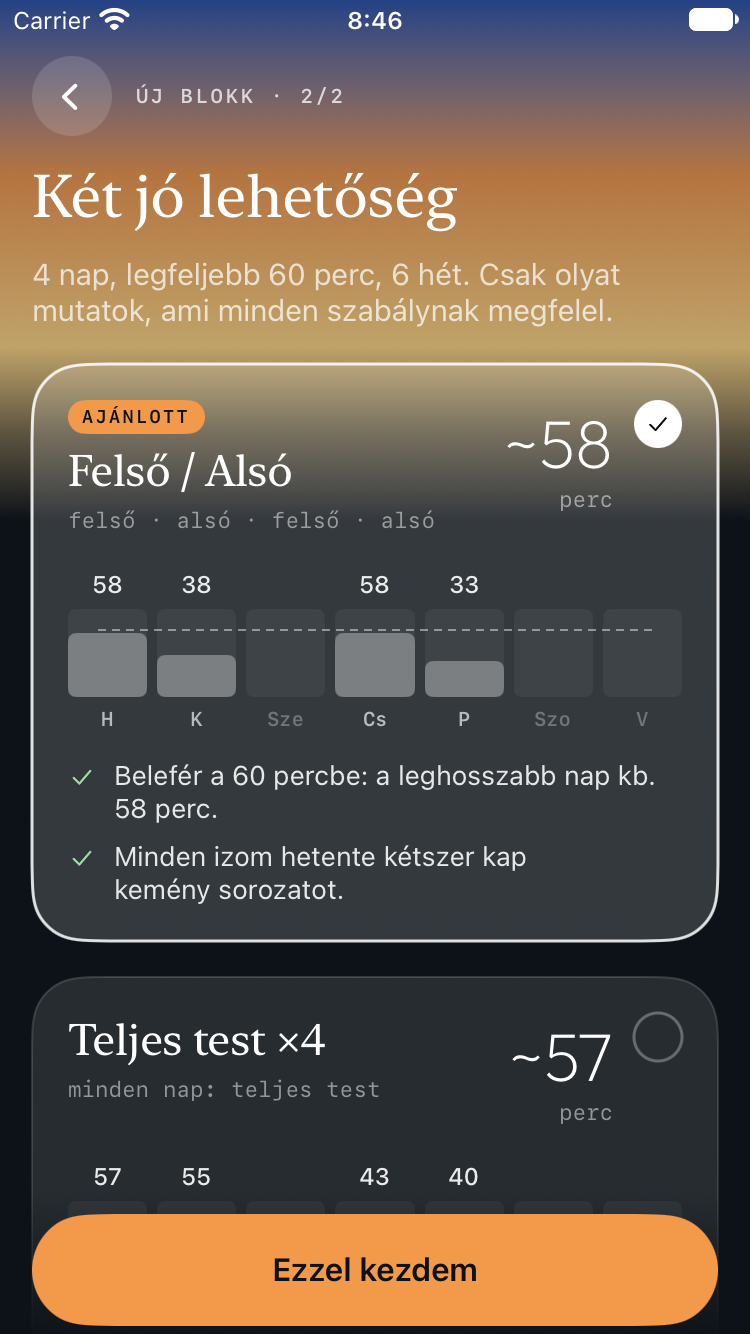 Carrier 8:46
ÚJ BLOKK · 2/2
Két jó lehetőség
4 nap, legfeljebb 60 perc, 6 hét. Csak olyat
mutatok, ami minden szabálynak megfelel.
AJÁNLOTT
Felső / Alsó
~58
perc
felső · alsó · felső · alsó
58 38 58 33
H K Sze Cs P Szo V
Belefér a 60 percbe: a leghosszabb nap kb.
58 perc.
Minden izom hetente kétszer kap
kemény sorozatot.
Teljes test ×4
~57
perc
minden nap: teljes test
57 55 43 40
Ezzel kezdem